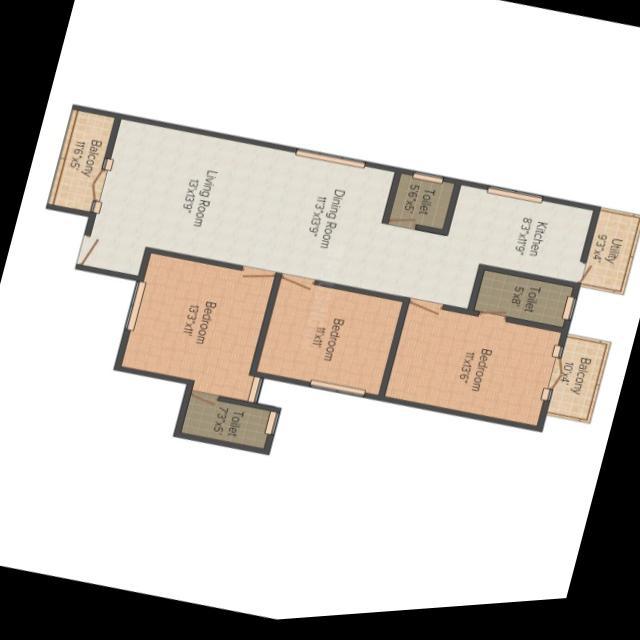 Balcony
11'6"x5'
Living Room
13'x13'9"
Dining Room
11'3"x13'9"
Toilet
5'6"x5'
Kitchen
8'3"x11'9"
Utility
9'3"x4'
Bedroom
13'3"x11'
Bedroom
11'x11'
Bedroom
11'x13'6"
Toilet
5'x8'
Balcony
10'x4'
Toilet
7'3"x5'